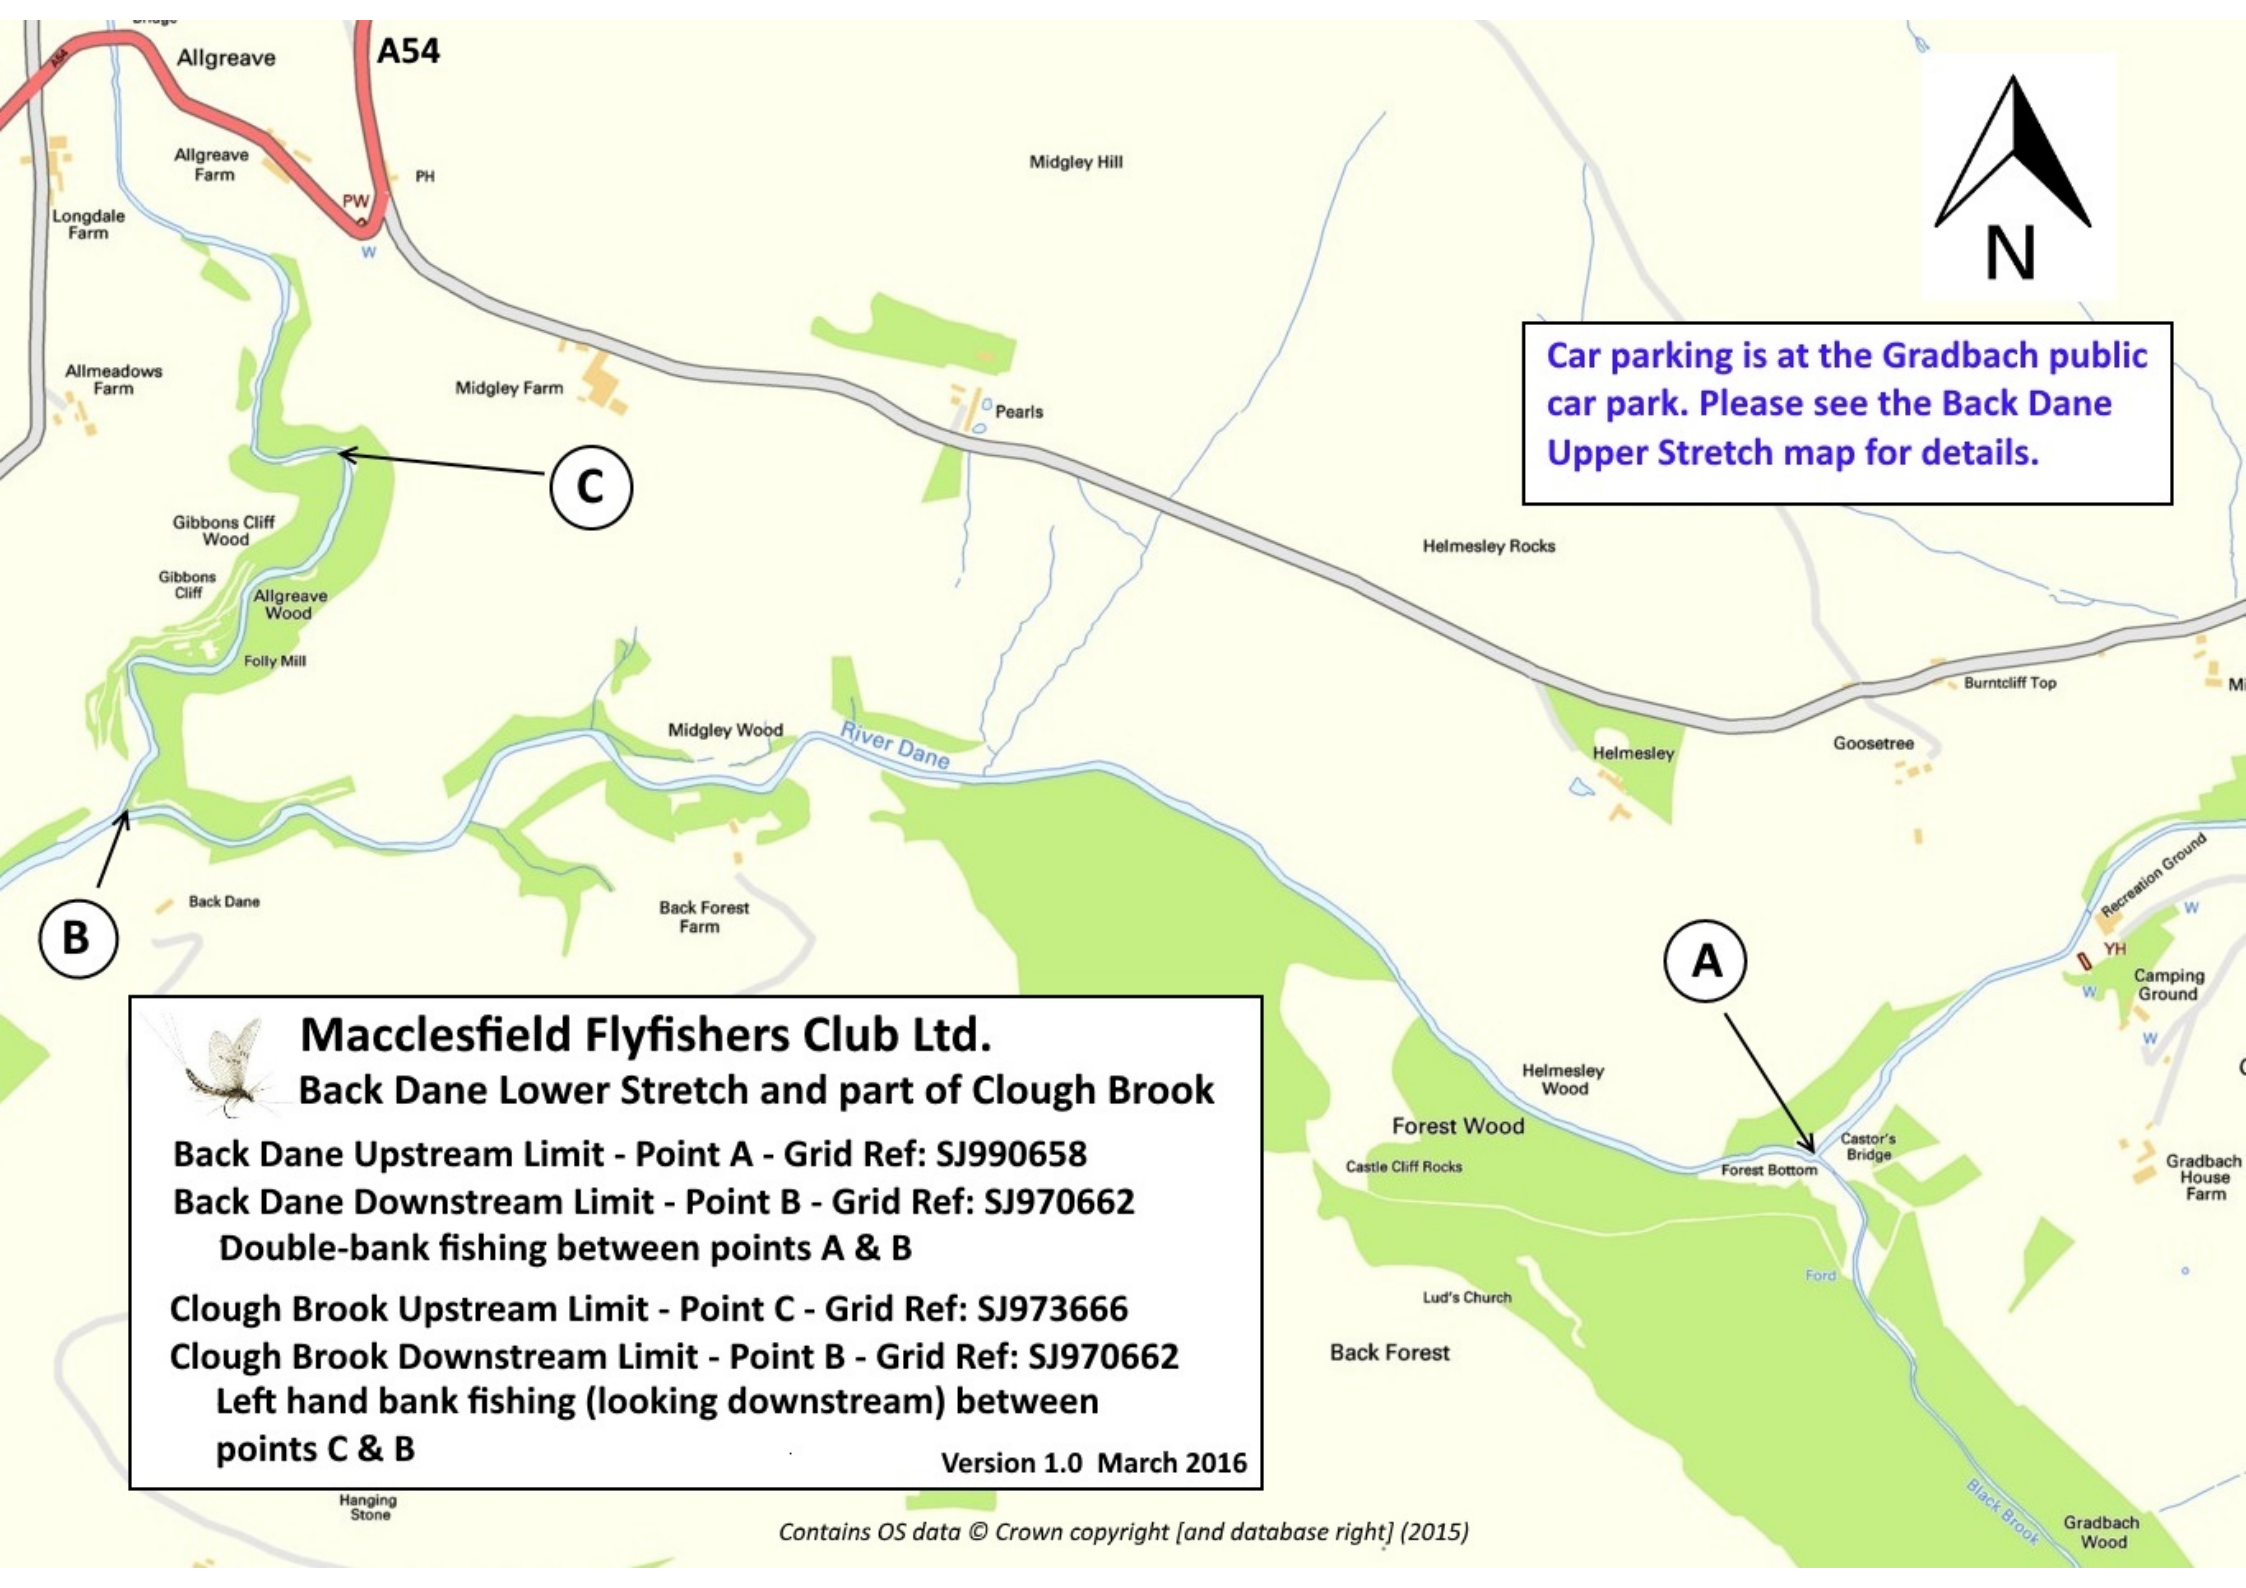 A54
A54
Allgreave
Allgreave
Farm
PH
PW
W
Longdale
Farm
Midgley Hill
N
Car parking is at the Gradbach public
car park. Please see the Back Dane
Upper Stretch map for details.
Allmeadows
Farm
Midgley Farm
Pearls
C
Gibbons Cliff
Wood
Gibbons
Cliff
Allgreave
Wood
Folly Mill
Helmesley Rocks
Burntcliff Top
Midgley Wood
River Dane
Helmesley
Goosetree
Recreation Ground
W
YH
W
Camping
Ground
W
Back Dane
Back Forest
Farm
B
A
Helmesley
Wood
Forest Wood
Castle Cliff Rocks
Forest Bottom
Castor's
Bridge
Gradbach
House
Farm
Ford
Lud's Church
Back Forest
Macclesfield Flyfishers Club Ltd.
Back Dane Lower Stretch and part of Clough Brook
Back Dane Upstream Limit - Point A - Grid Ref: SJ990658
Back Dane Downstream Limit - Point B - Grid Ref: SJ970662
Double-bank fishing between points A & B
Clough Brook Upstream Limit - Point C - Grid Ref: SJ973666
Clough Brook Downstream Limit - Point B - Grid Ref: SJ970662
Left hand bank fishing (looking downstream) between
points C & B
Version 1.0 March 2016
Hanging
Stone
Black Brook
Gradbach
Wood
Contains OS data © Crown copyright [and database right] (2015)